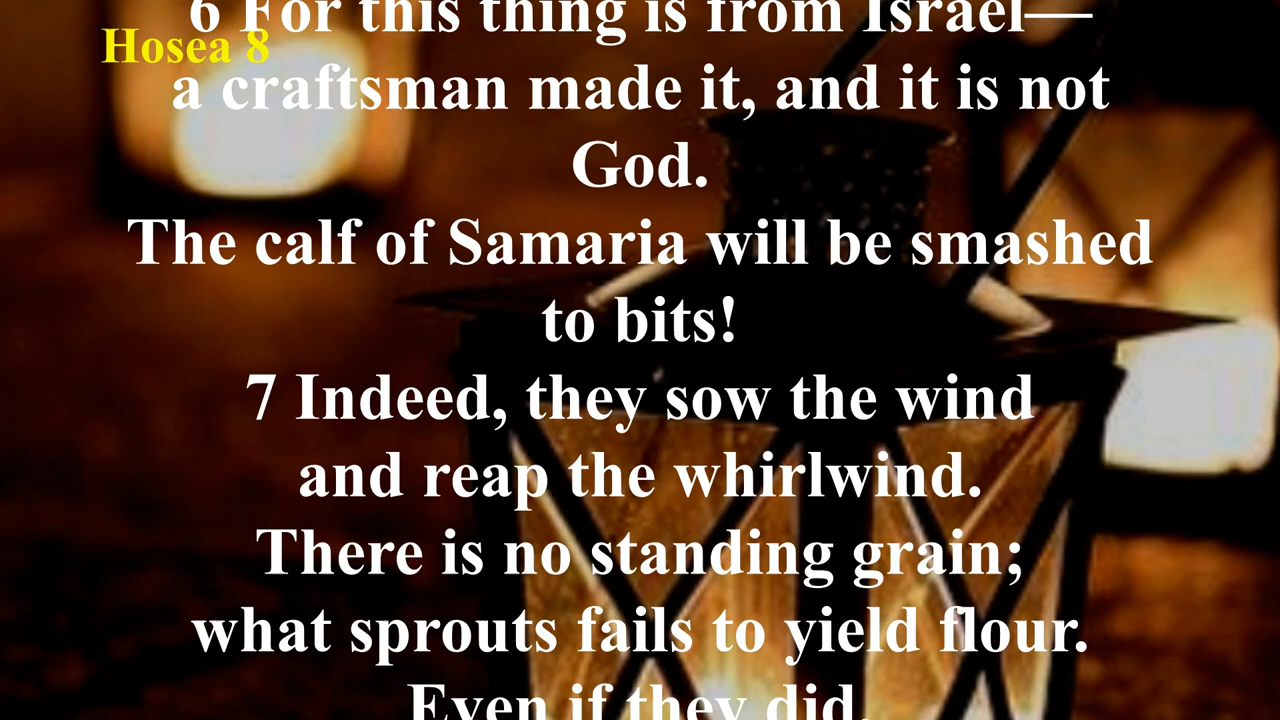 6 For this thing is from Israel—
Hosea 8
a craftsman made it, and it is not
God.
The calf of Samaria will be smashed
to bits!
7 Indeed, they sow the wind
and reap the whirlwind.
There is no standing grain;
what sprouts fails to yield flour.
Even if they did,